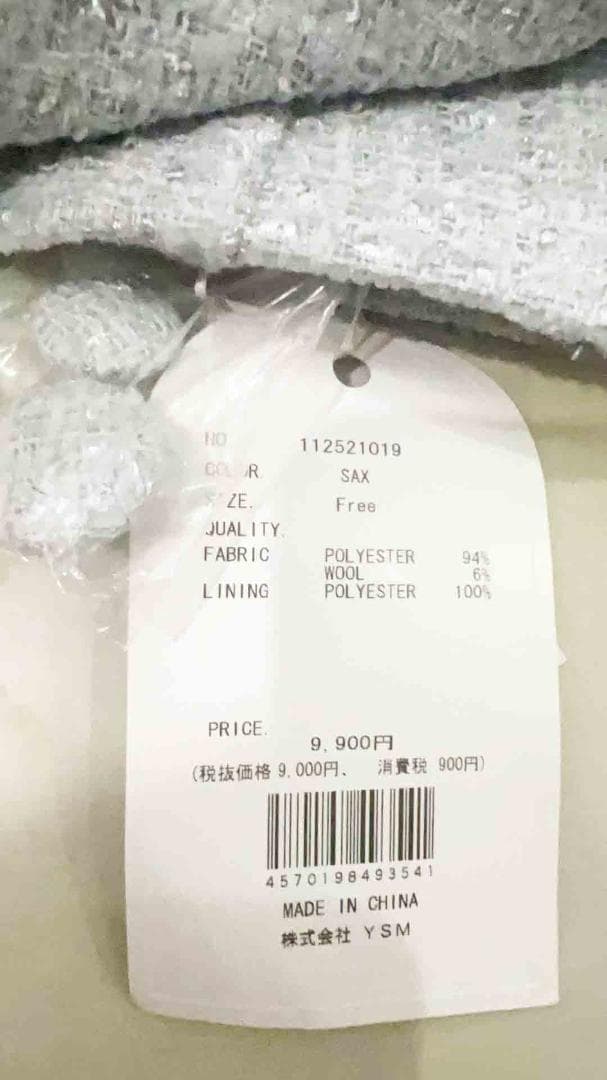 NO 112521019
COLOR. SAX
SIZE. Free
QUALITY.
FABRIC POLYESTER 94%
WOOL 6%
LINING POLYESTER 100%
PRICE.
9,900円
(税抜価格 9,000円、 消費税 900円)
4570198493541
MADE IN CHINA
株式会社 YSM